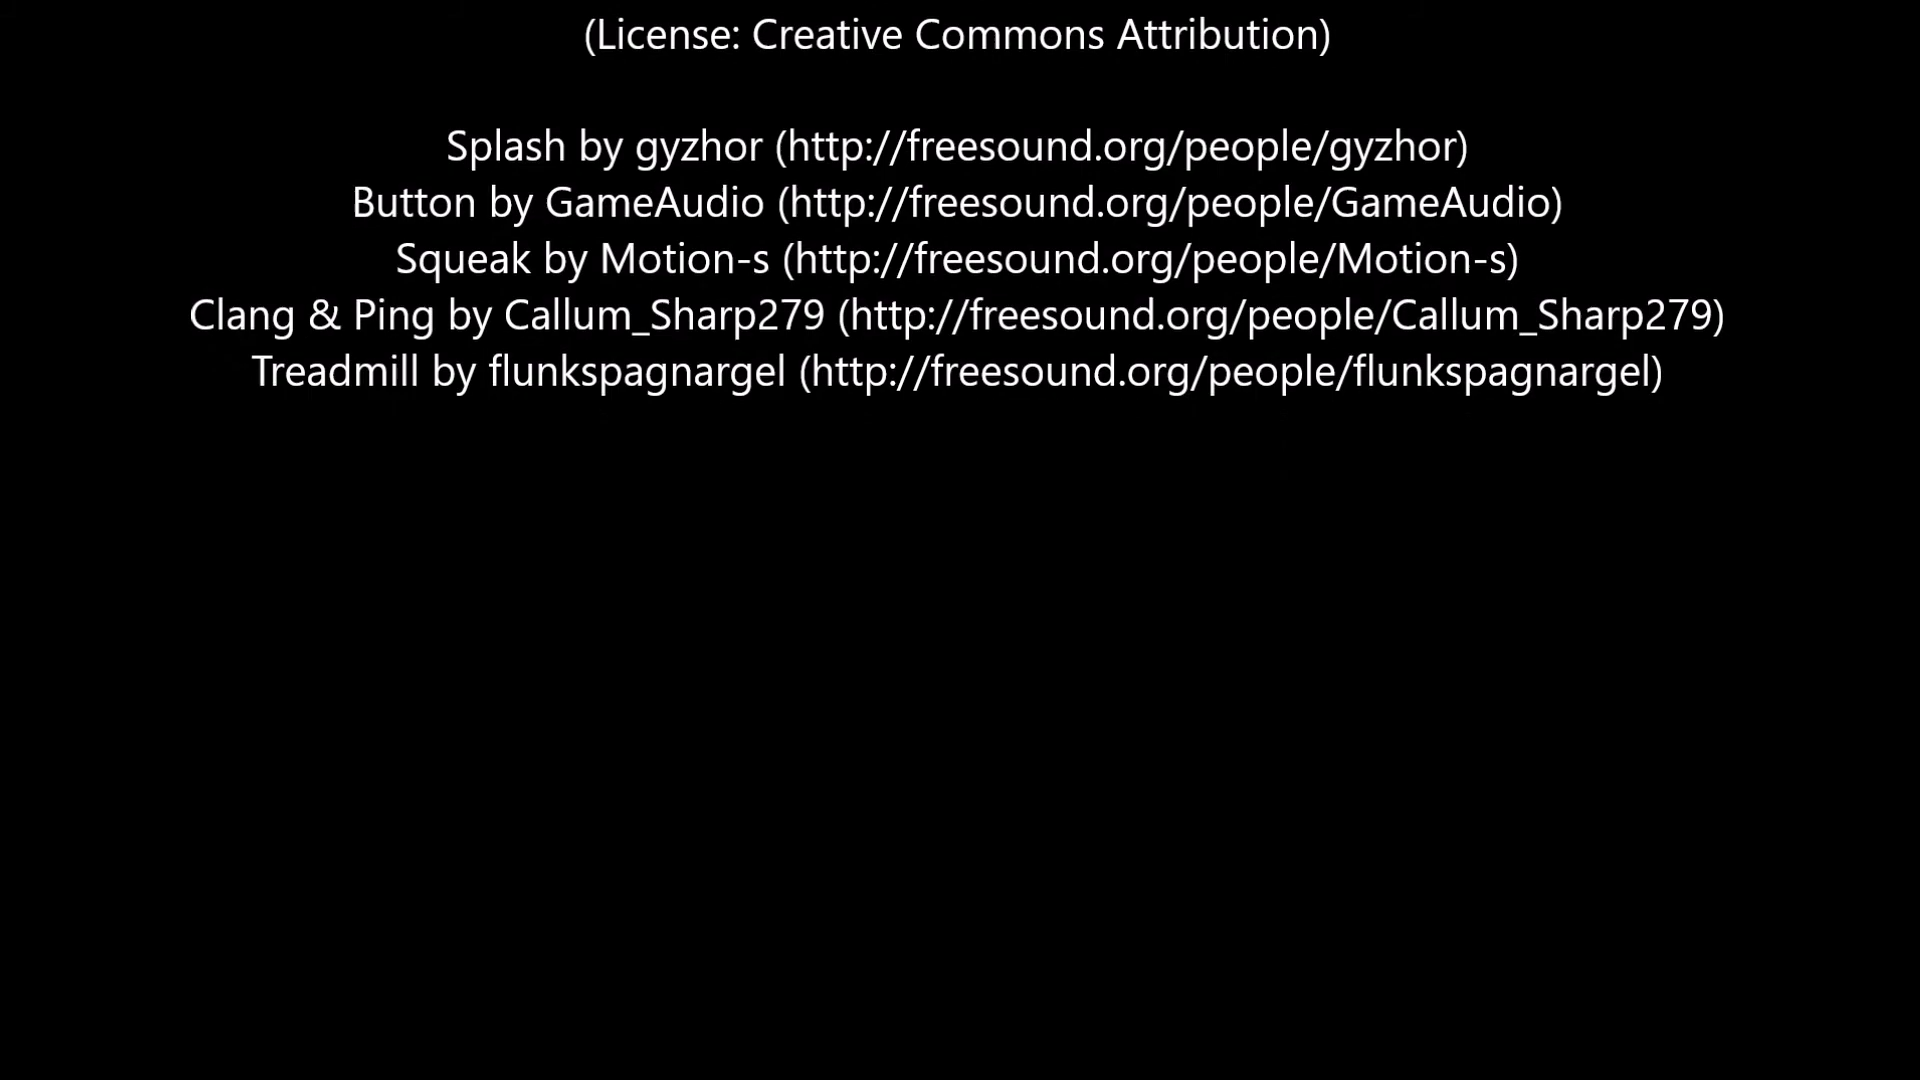 (License: Creative Commons Attribution)
Splash by gyzhor (http://freesound.org/people/gyzhor)
Button by GameAudio (http://freesound.org/people/GameAudio)
Squeak by Motion-s (http://freesound.org/people/Motion-s)
Clang & Ping by Callum_Sharp279 (http://freesound.org/people/Callum_Sharp279)
Treadmill by flunkspagnargel (http://freesound.org/people/flunkspagnargel)